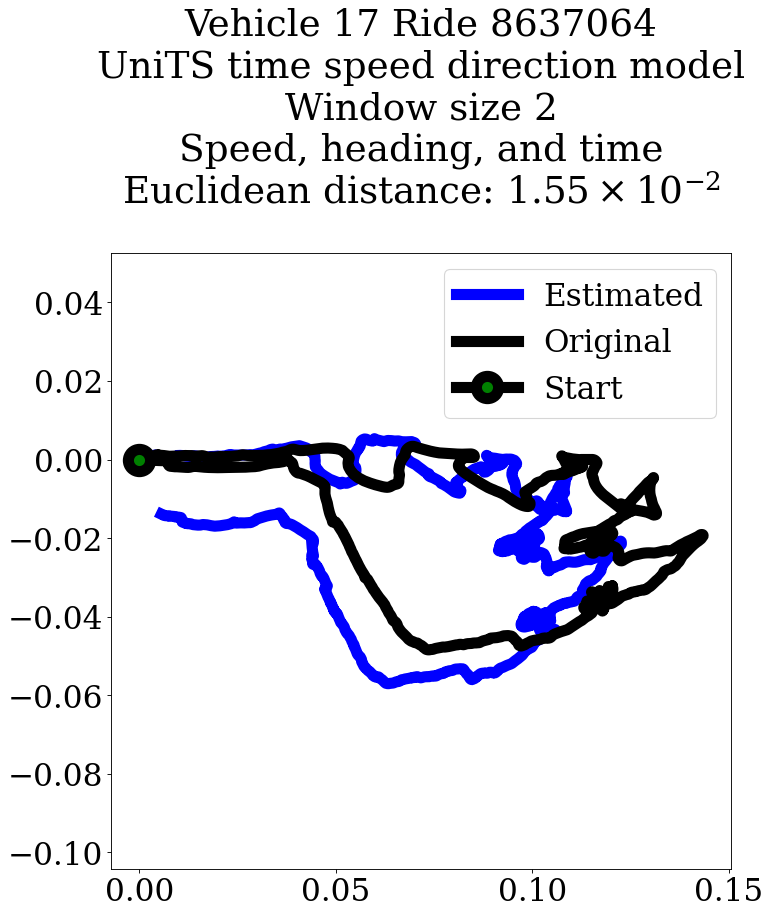 Vehicle 17 Ride 8637064
UniTS time speed direction model
Window size 2
Speed, heading, and time
Euclidean distance: 1.55 × 10⁻²
Estimated
Original
Start
0.04
0.02
0.00
−0.02
−0.04
−0.06
−0.08
−0.10
0.00 0.05 0.10 0.15